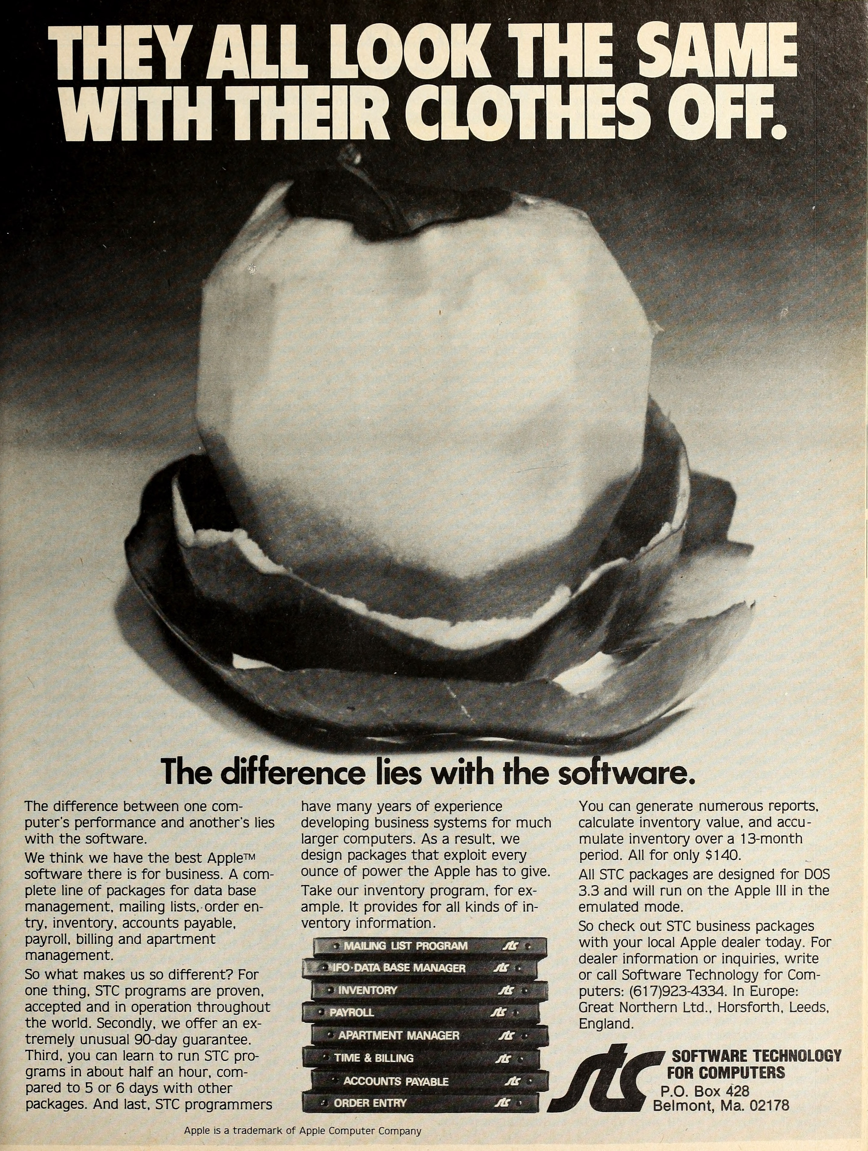 THEY ALL LOOK THE SAME
WITH THEIR CLOTHES OFF.
The difference lies with the software.
The difference between one com-
puter's performance and another's lies
with the software.
We think we have the best Apple™
software there is for business. A com-
plete line of packages for data base
management, mailing lists, order en-
try, inventory, accounts payable,
payroll, billing and apartment
management.
So what makes us so different? For
one thing, STC programs are proven,
accepted and in operation throughout
the world. Secondly, we offer an ex-
tremely unusual 90-day guarantee.
Third, you can learn to run STC pro-
grams in about half an hour, com-
pared to 5 or 6 days with other
packages. And last, STC programmers
have many years of experience
developing business systems for much
larger computers. As a result, we
design packages that exploit every
ounce of power the Apple has to give.
Take our inventory program, for ex-
ample. It provides for all kinds of in-
ventory information.
MAILING LIST PROGRAM stc
IFO-DATA BASE MANAGER stc
INVENTORY stc
PAYROLL stc
APARTMENT MANAGER stc
TIME & BILLING stc
ACCOUNTS PAYABLE stc
ORDER ENTRY stc
You can generate numerous reports,
calculate inventory value, and accu-
mulate inventory over a 13-month
period. All for only $140.
All STC packages are designed for DOS
3.3 and will run on the Apple III in the
emulated mode.
So check out STC business packages
with your local Apple dealer today. For
dealer information or inquiries, write
or call Software Technology for Com-
puters: (617)923-4334. In Europe:
Great Northern Ltd., Horsforth, Leeds,
England.
stc SOFTWARE TECHNOLOGY
FOR COMPUTERS
P.O. Box 428
Belmont, Ma. 02178
Apple is a trademark of Apple Computer Company